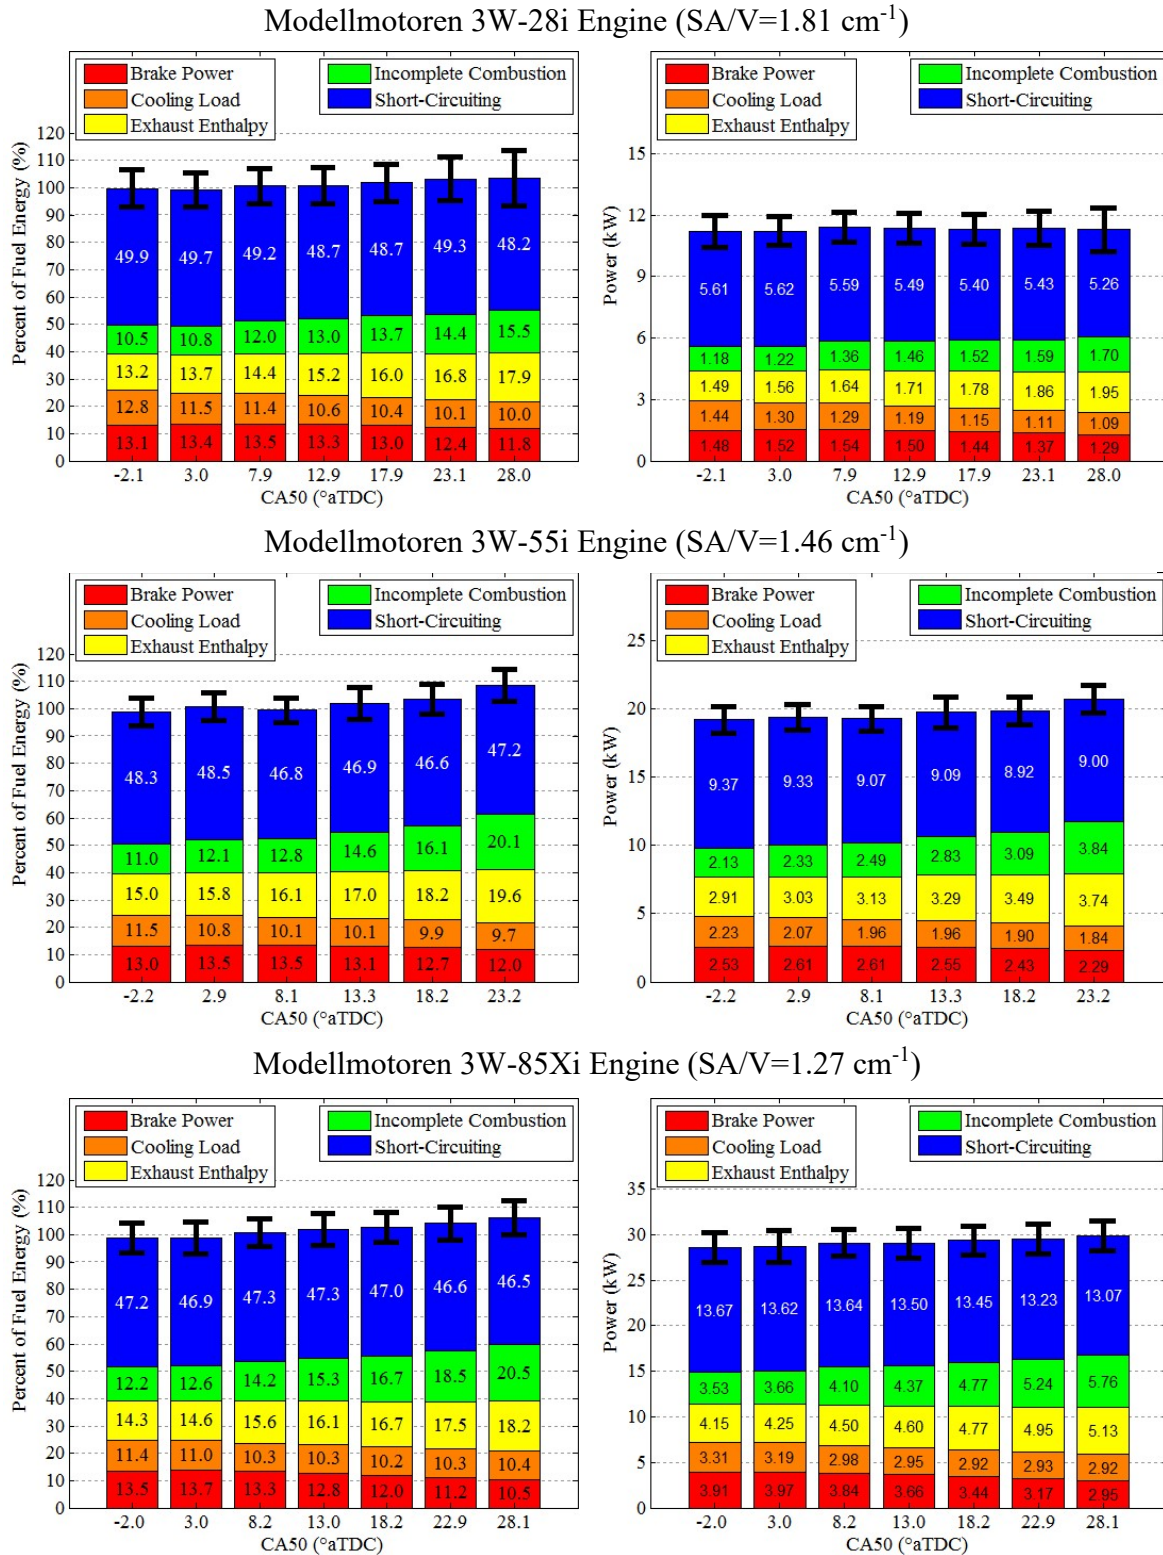 Modellmotoren 3W-28i Engine (SA/V=1.81 cm⁻¹)
Brake Power
Cooling Load
Exhaust Enthalpy
Incomplete Combustion
Short-Circuiting
Percent of Fuel Energy (%)
120
110
100
90
80
70
60
50
40
30
20
10
0
49.9 49.7 49.2 48.7 48.7 49.3 48.2
10.5 10.8 12.0 13.0 13.7 14.4 15.5
13.2 13.7 14.4 15.2 16.0 16.8 17.9
12.8 11.5 11.4 10.6 10.4 10.1 10.0
13.1 13.4 13.5 13.3 13.0 12.4 11.8
-2.1 3.0 7.9 12.9 17.9 23.1 28.0
CA50 (°aTDC)
Brake Power
Cooling Load
Exhaust Enthalpy
Incomplete Combustion
Short-Circuiting
Power (kW)
15
12
9
6
3
0
5.61 5.62 5.59 5.49 5.40 5.43 5.26
1.18 1.22 1.36 1.46 1.52 1.59 1.70
1.49 1.56 1.64 1.71 1.78 1.86 1.95
1.44 1.30 1.29 1.19 1.15 1.11 1.09
1.48 1.52 1.54 1.50 1.44 1.37 1.29
-2.1 3.0 7.9 12.9 17.9 23.1 28.0
CA50 (°aTDC)
Modellmotoren 3W-55i Engine (SA/V=1.46 cm⁻¹)
Brake Power
Cooling Load
Exhaust Enthalpy
Incomplete Combustion
Short-Circuiting
Percent of Fuel Energy (%)
120
110
100
90
80
70
60
50
40
30
20
10
0
48.3 48.5 46.8 46.9 46.6 47.2
11.0 12.1 12.8 14.6 16.1 20.1
15.0 15.8 16.1 17.0 18.2 19.6
11.5 10.8 10.1 10.1 9.9 9.7
13.0 13.5 13.5 13.1 12.7 12.0
-2.2 2.9 8.1 13.3 18.2 23.2
CA50 (°aTDC)
Brake Power
Cooling Load
Exhaust Enthalpy
Incomplete Combustion
Short-Circuiting
Power (kW)
25
20
15
10
5
0
9.37 9.33 9.07 9.09 8.92 9.00
2.13 2.33 2.49 2.83 3.09 3.84
2.91 3.03 3.13 3.29 3.49 3.74
2.23 2.07 1.96 1.96 1.90 1.84
2.53 2.61 2.61 2.55 2.43 2.29
-2.2 2.9 8.1 13.3 18.2 23.2
CA50 (°aTDC)
Modellmotoren 3W-85Xi Engine (SA/V=1.27 cm⁻¹)
Brake Power
Cooling Load
Exhaust Enthalpy
Incomplete Combustion
Short-Circuiting
Percent of Fuel Energy (%)
120
110
100
90
80
70
60
50
40
30
20
10
0
47.2 46.9 47.3 47.3 47.0 46.6 46.5
12.2 12.6 14.2 15.3 16.7 18.5 20.5
14.3 14.6 15.6 16.1 16.7 17.5 18.2
11.4 11.0 10.3 10.3 10.2 10.3 10.4
13.5 13.7 13.3 12.8 12.0 11.2 10.5
-2.0 3.0 8.2 13.0 18.2 22.9 28.1
CA50 (°aTDC)
Brake Power
Cooling Load
Exhaust Enthalpy
Incomplete Combustion
Short-Circuiting
Power (kW)
35
30
25
20
15
10
5
0
13.67 13.62 13.64 13.50 13.45 13.23 13.07
3.53 3.66 4.10 4.37 4.77 5.24 5.76
4.15 4.25 4.50 4.60 4.77 4.95 5.13
3.31 3.19 2.98 2.95 2.92 2.93 2.92
3.91 3.97 3.84 3.66 3.44 3.17 2.95
-2.0 3.0 8.2 13.0 18.2 22.9 28.1
CA50 (°aTDC)